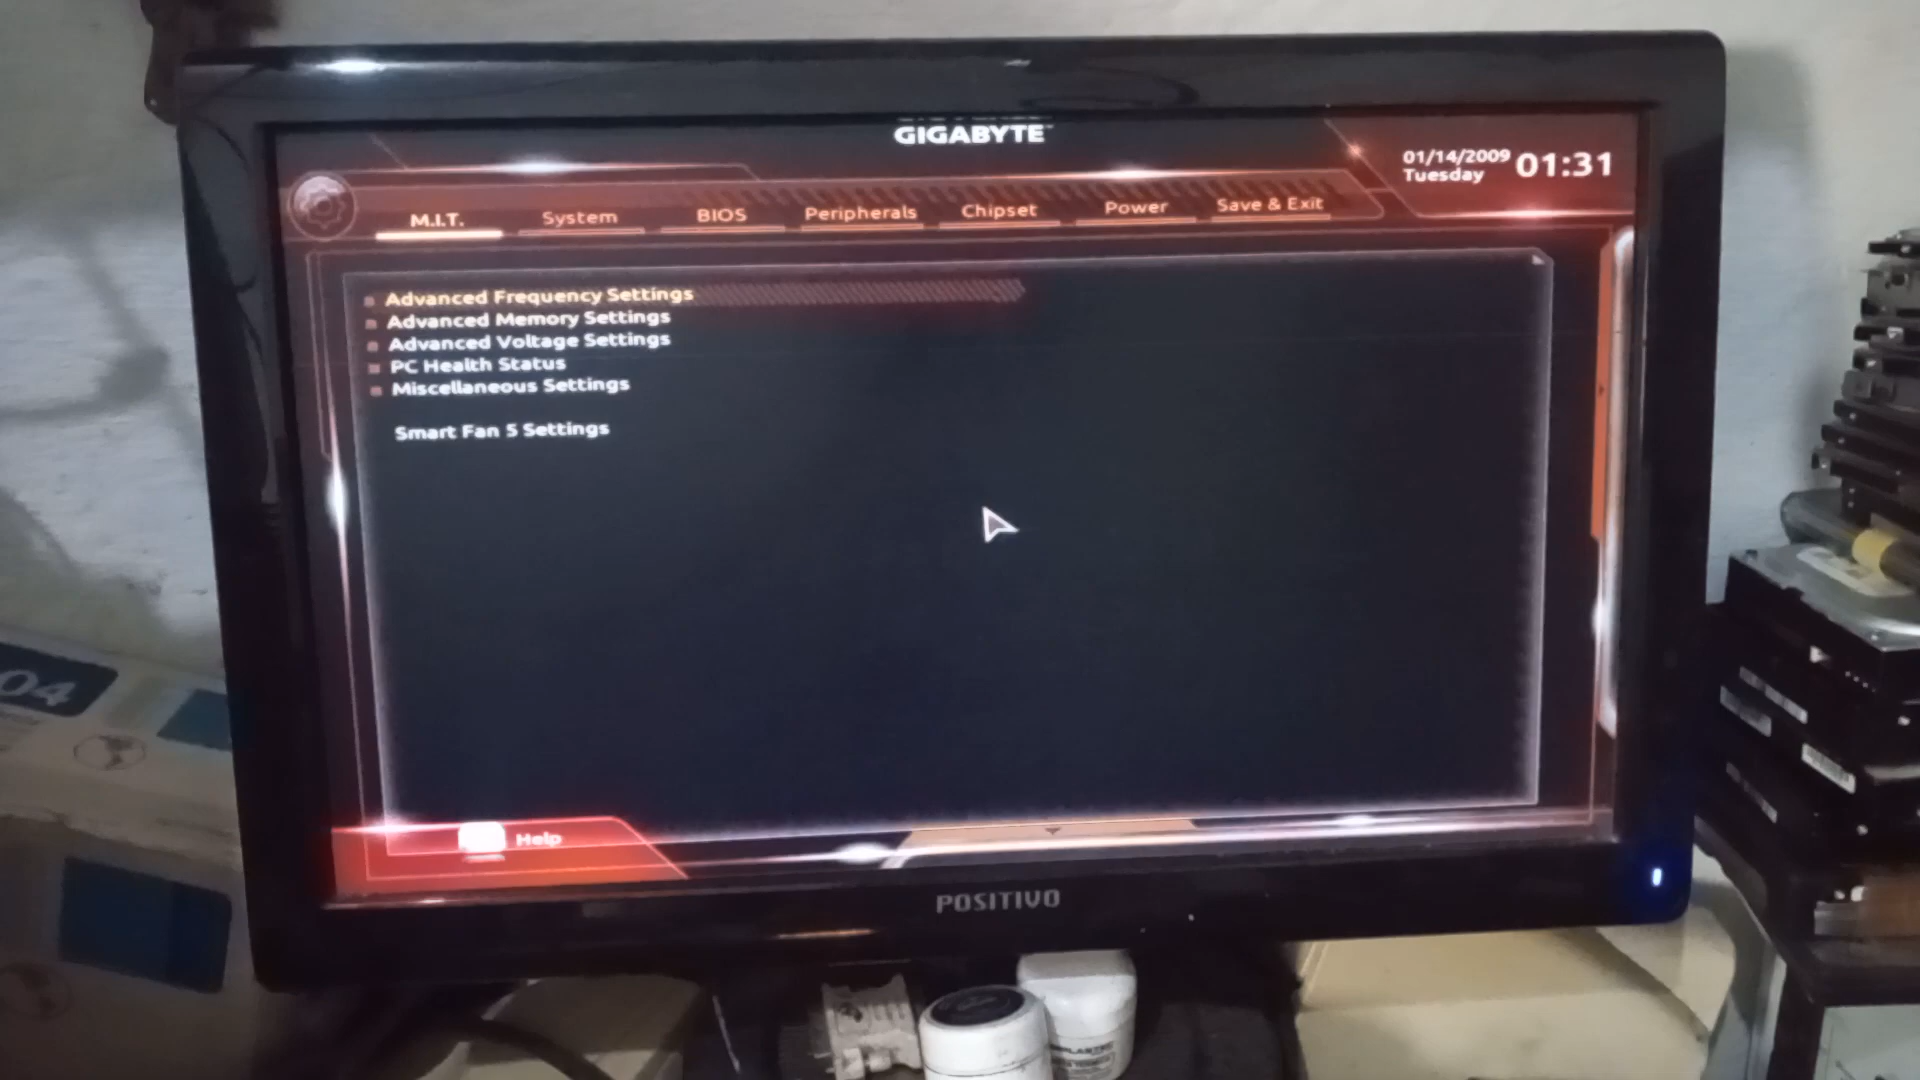 GIGABYTE
01/14/2009
Tuesday
01:31
M.I.T.
System
BIOS
Peripherals
Chipset
Power
Save & Exit
Advanced Frequency Settings
Advanced Memory Settings
Advanced Voltage Settings
PC Health Status
Miscellaneous Settings
Smart Fan 5 Settings
Help
POSITIVO
04